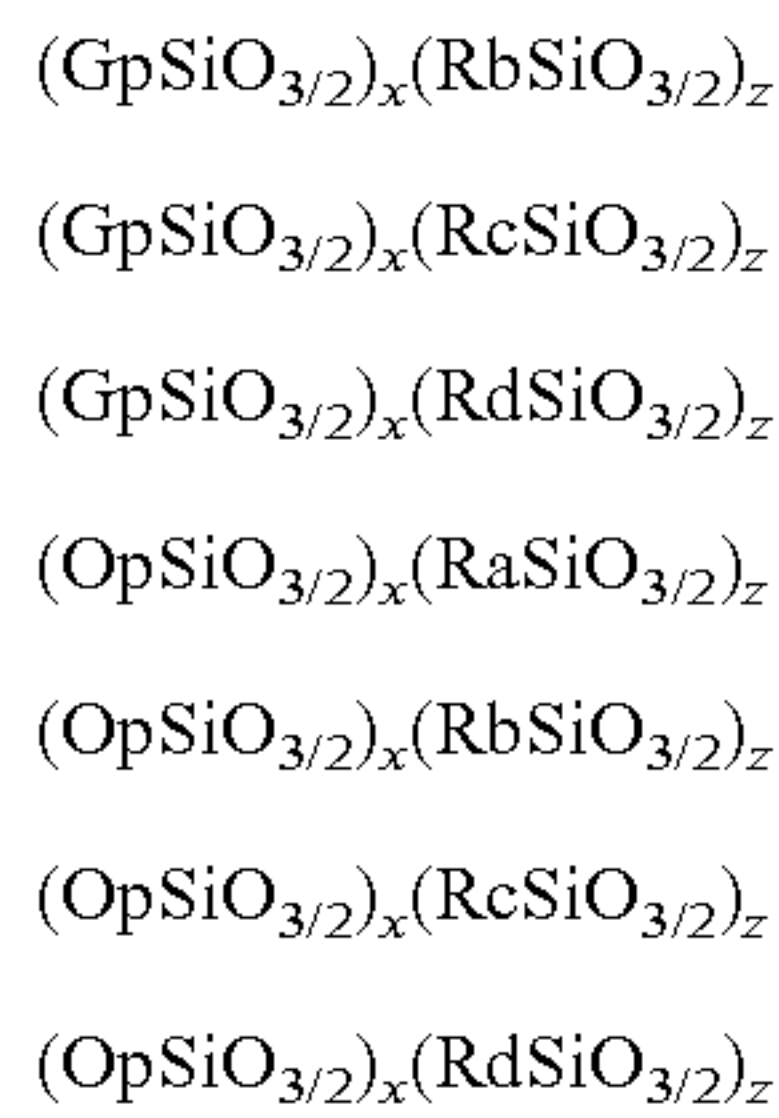 (GpSiO3/2)x(RbSiO3/2)z
(GpSiO3/2)x(RcSiO3/2)z
(GpSiO3/2)x(RdSiO3/2)z
(OpSiO3/2)x(RaSiO3/2)z
(OpSiO3/2)x(RbSiO3/2)z
(OpSiO3/2)x(RcSiO3/2)z
(OpSiO3/2)x(RdSiO3/2)z